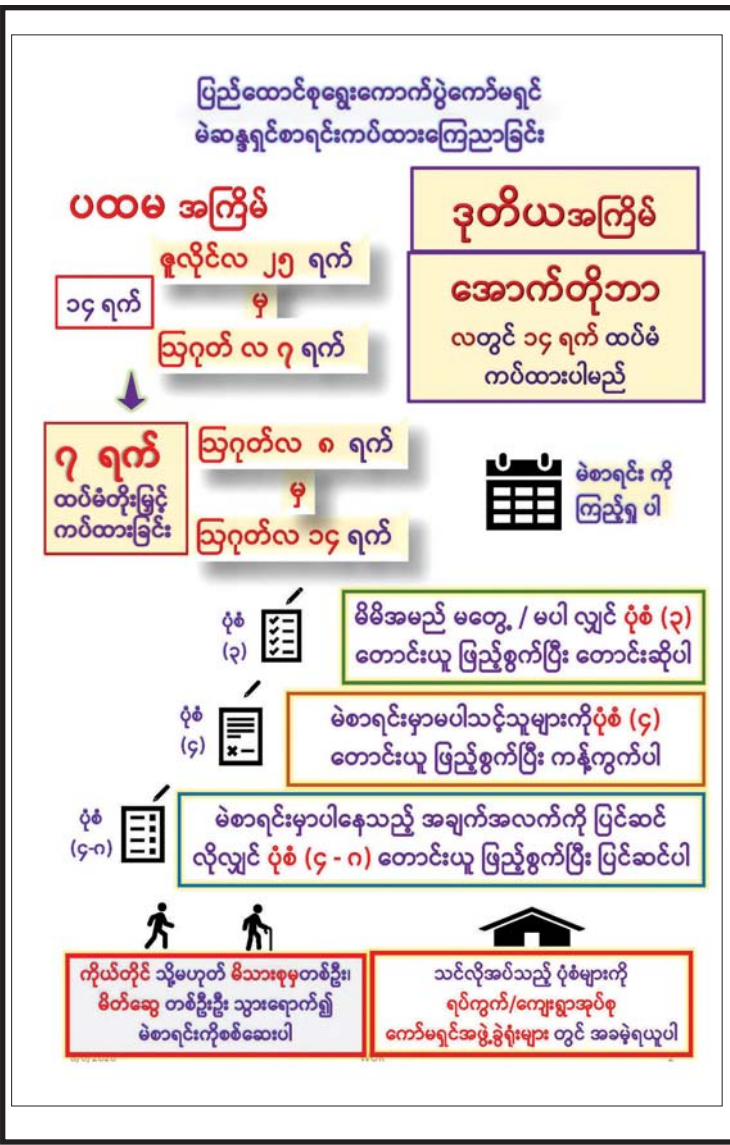 ပြည်ထောင်စုရွေးကောက်ပွဲကော်မရှင်
မဲဆန္ဒရှင်စာရင်းကပ်ထားကြေညာခြင်း
ပထမ အကြိမ်
ဇူလိုင်လ ၂၅ ရက်
၁၄ ရက်
မှ
ဩဂုတ် လ ၇ ရက်
ဒုတိယအကြိမ်
အောက်တိုဘာ
လတွင် ၁၄ ရက် ထပ်မံ
ကပ်ထားပါမည်
၇ ရက်
ထပ်မံတိုးမြှင့်
ကပ်ထားခြင်း
ဩဂုတ်လ ၈ ရက်
မှ
ဩဂုတ်လ ၁၄ ရက်
မဲစာရင်း ကို
ကြည့်ရှု ပါ
ပုံစံ
(၃)
မိမိအမည် မတွေ့ / မပါ လျှင် ပုံစံ (၃)
တောင်းယူ ဖြည့်စွက်ပြီး တောင်းဆိုပါ
ပုံစံ
(၄)
မဲစာရင်းမှာမပါသင့်သူများကိုပုံစံ (၄)
တောင်းယူ ဖြည့်စွက်ပြီး ကန့်ကွက်ပါ
ပုံစံ
(၄-ဂ)
မဲစာရင်းမှာပါနေသည့် အချက်အလက်ကို ပြင်ဆင်
လိုလျှင် ပုံစံ (၄ - ဂ) တောင်းယူ ဖြည့်စွက်ပြီး ပြင်ဆင်ပါ
ကိုယ်တိုင် သို့မဟုတ် မိသားစုမှတစ်ဦး၊
မိတ်ဆွေ တစ်ဦးဦး သွားရောက်၍
မဲစာရင်းကိုစစ်ဆေးပါ
သင်လိုအပ်သည့် ပုံစံများကို
ရပ်ကွက်/ကျေးရွာအုပ်စု
ကော်မရှင်အဖွဲ့ခွဲရုံးများ တွင် အခမဲ့ရယူပါ